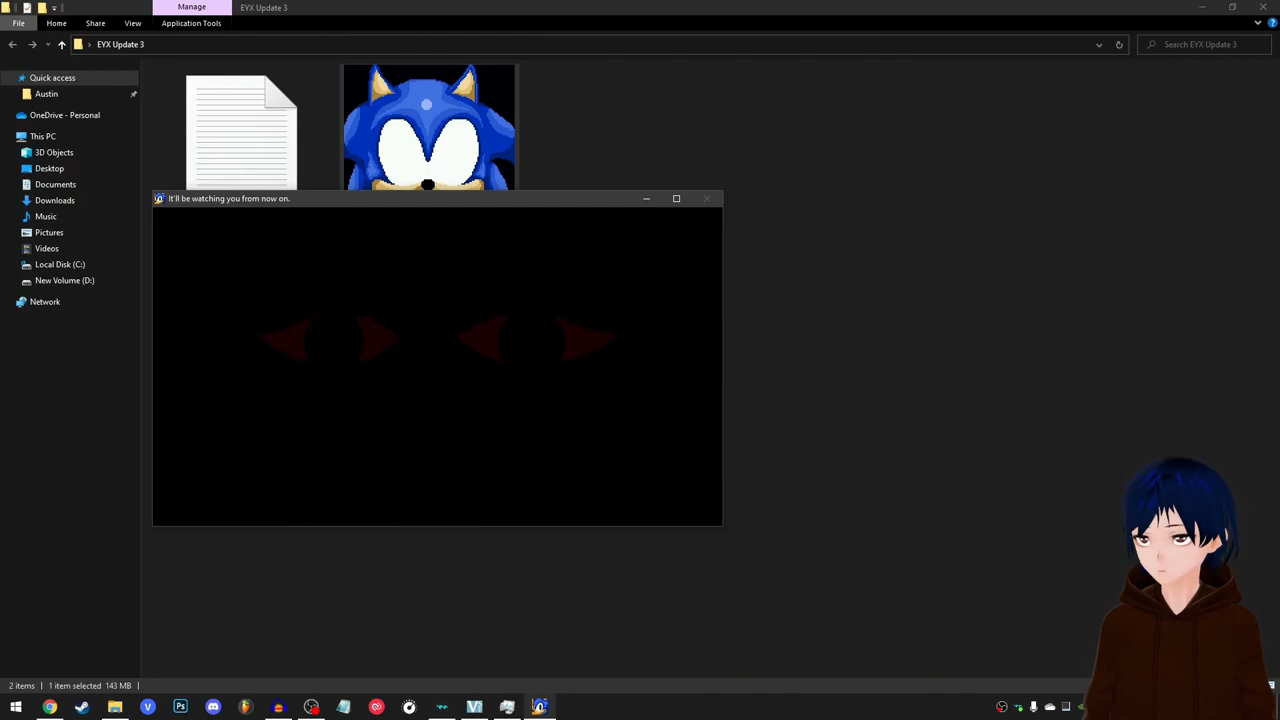 Manage
EYX Update 3
File
Home
Share
View
Application Tools
EYX Update 3
Search EYX Update 3
Quick access
Austin
OneDrive - Personal
This PC
3D Objects
Desktop
Documents
Downloads
Music
Pictures
Videos
Local Disk (C:)
New Volume (D:)
Network
It'll be watching you from now on.
2 items
1 item selected 143 MB